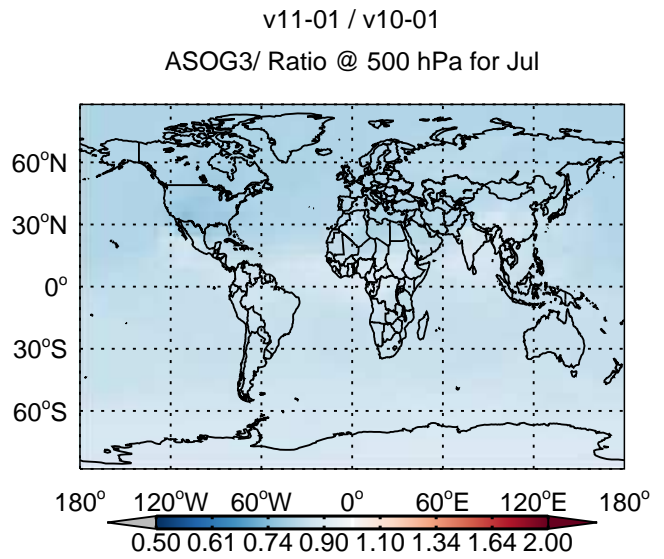 v11-01 / v10-01
ASOG3/ Ratio @ 500 hPa for Jul
60°N
30°N
0°
30°S
60°S
180° 120°W 60°W 0° 60°E 120°E 180°
0.50 0.61 0.74 0.90 1.10 1.34 1.64 2.00